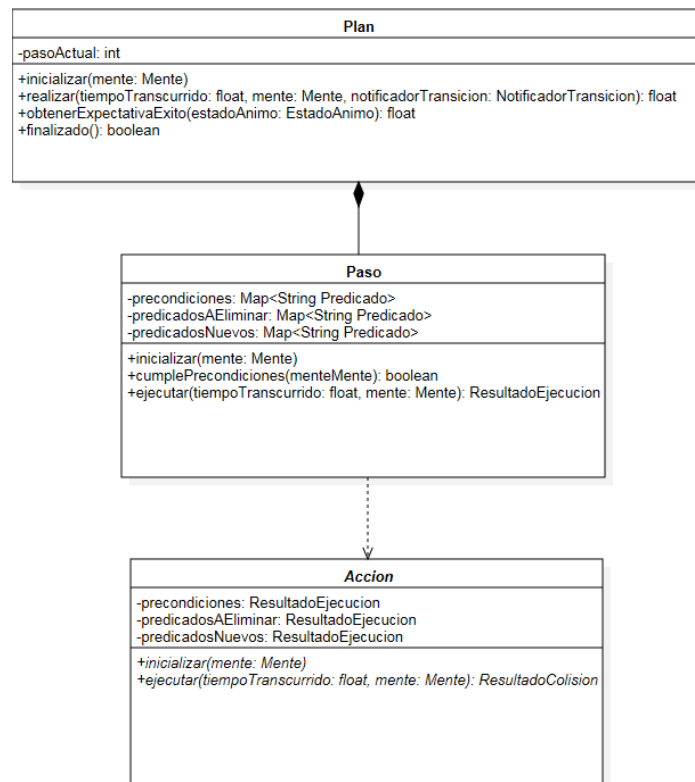 Plan
-pasoActual: int
+inicializar(mente: Mente)
+realizar(tiempoTranscurrido: float, mente: Mente, notificadorTransicion: NotificadorTransicion): float
+obtenerExpectativaExito(estadoAnimo: EstadoAnimo): float
+finalizado(): boolean
Paso
-precondiciones: Map<String Predicado>
-predicadosAEliminar: Map<String Predicado>
-predicadosNuevos: Map<String Predicado>
+inicializar(mente: Mente)
+cumplePrecondiciones(menteMente): boolean
+ejecutar(tiempoTranscurrido: float, mente: Mente): ResultadoEjecucion
Accion
-precondiciones: ResultadoEjecucion
-predicadosAEliminar: ResultadoEjecucion
-predicadosNuevos: ResultadoEjecucion
+inicializar(mente: Mente)
+ejecutar(tiempoTranscurrido: float, mente: Mente): ResultadoColision